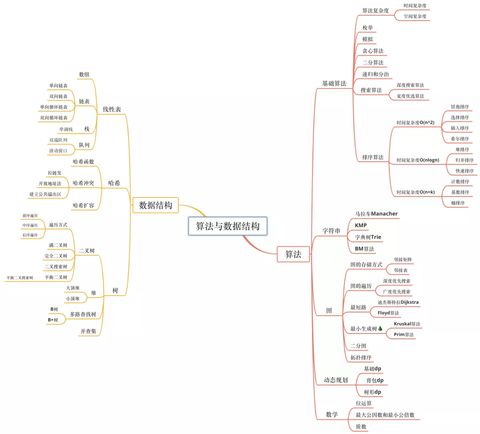 算法与数据结构
数据结构
线性表
数组
链表
单向链表
双向链表
单向循环链表
双向循环链表
栈
单调栈
队列
双端队列
滑动窗口
哈希
哈希函数
哈希冲突
拉链发
开放地址法
建立公共溢出区
哈希扩容
树
二叉树
遍历方式
前序遍历
中序遍历
后序遍历
满二叉树
完全二叉树
二叉搜索树
平衡二叉树
平衡二叉搜索树
堆
大顶堆
小顶堆
多路查找树
B树
B+树
并查集
算法
基础算法
算法复杂度
时间复杂度
空间复杂度
枚举
模拟
贪心算法
二分算法
递归和分治
搜索算法
深度搜索算法
宽度优选算法
排序算法
时间复杂度O(n^2)
冒泡排序
选择排序
插入排序
希尔排序
时间复杂度O(nlogn)
堆排序
归并排序
快速排序
时间复杂度O(n+k)
计数排序
基数排序
桶排序
字符串
马拉车Manacher
KMP
字典树Trie
BM算法
图
图的存储方式
邻接矩阵
邻接表
图的遍历
深度优先搜索
广度优先搜索
最短路
迪杰斯特拉Dijkstra
Floyd算法
最小生成树
Kruskal算法
Prim算法
二分图
拓扑排序
动态规划
基础dp
背包dp
树形dp
数学
位运算
最大公因数和最小公倍数
质数